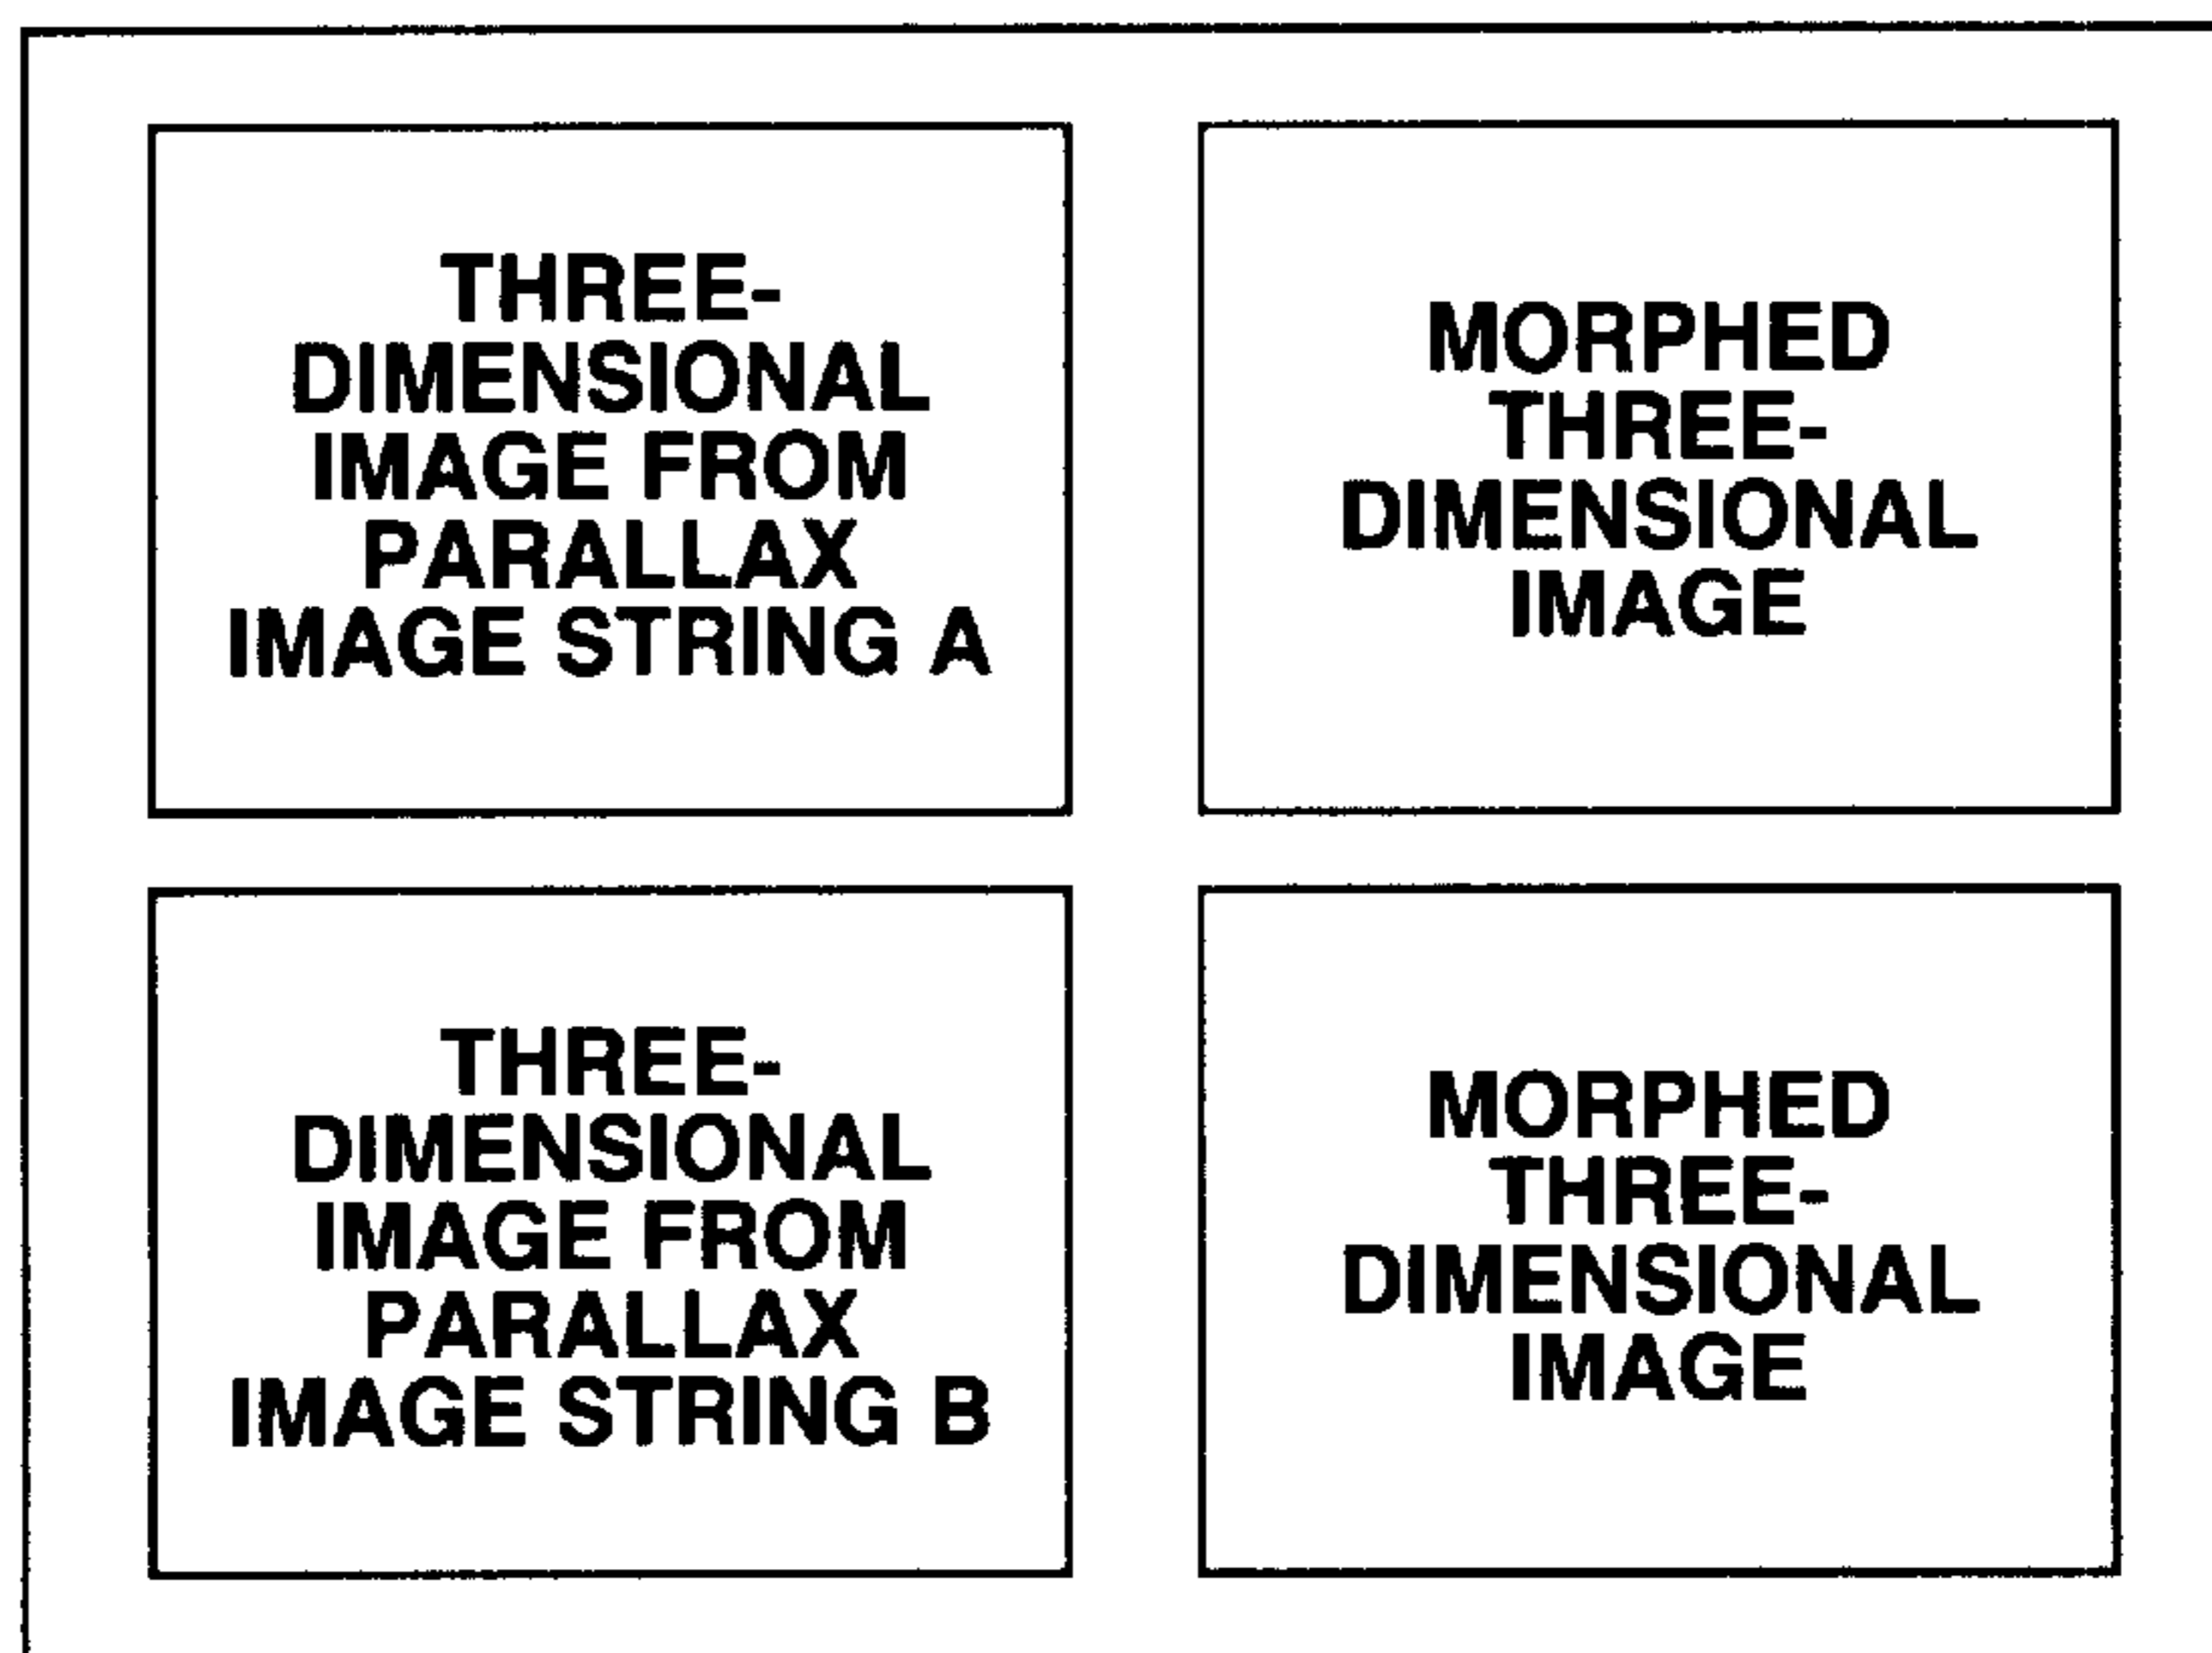 THREE-
DIMENSIONAL
IMAGE FROM
PARALLAX
IMAGE STRING A
MORPHED
THREE-
DIMENSIONAL
IMAGE
THREE-
DIMENSIONAL
IMAGE FROM
PARALLAX
IMAGE STRING B
MORPHED
THREE-
DIMENSIONAL
IMAGE